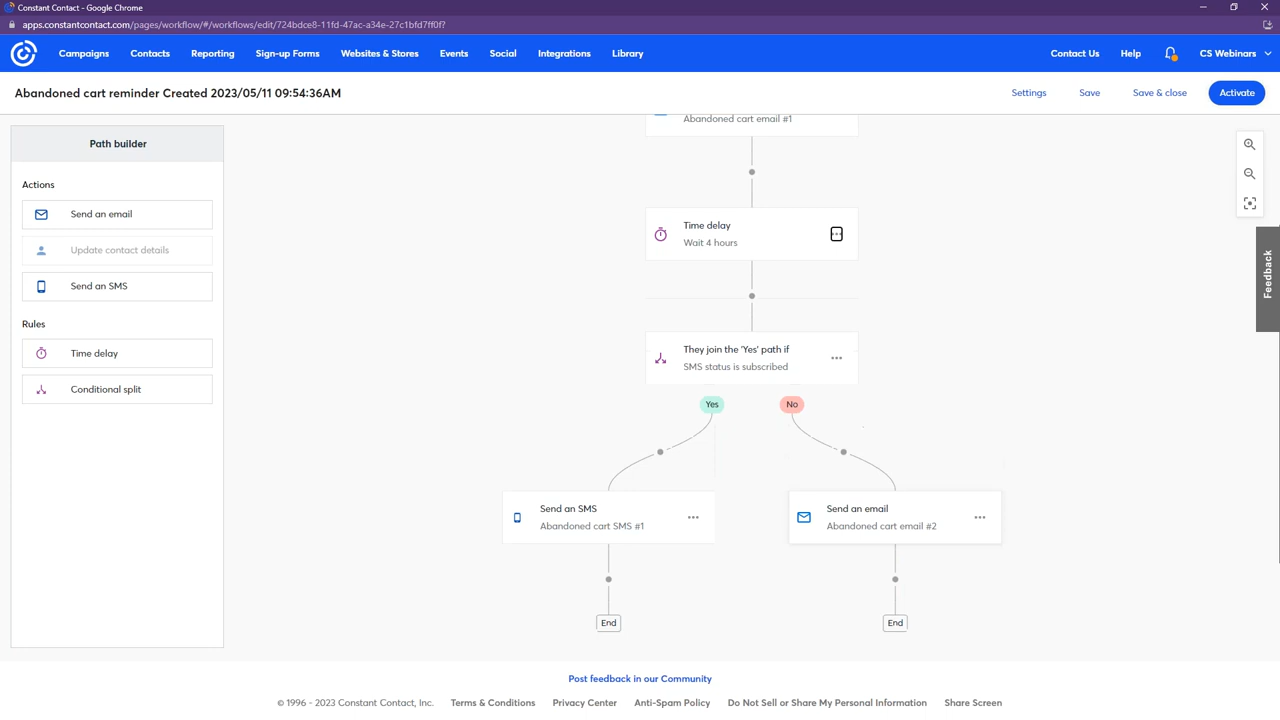 Constant Contact - Google Chrome
apps.constantcontact.com/pages/workflow/#/workflows/edit/724bdce8-11fd-47ac-a34e-27c1bfd7ff0f?
Campaigns Contacts Reporting Sign-up Forms Websites & Stores Events Social Integrations Library Contact Us Help CS Webinars
Abandoned cart reminder Created 2023/05/11 09:54:36AM
Settings Save Save & close Activate
Path builder
Actions
Send an email
Update contact details
Send an SMS
Rules
Time delay
Conditional split
Abandoned cart email #1
Time delay
Wait 4 hours
They join the 'Yes' path if
SMS status is subscribed
Yes No
Send an SMS
Abandoned cart SMS #1
Send an email
Abandoned cart email #2
End End
Feedback
Post feedback in our Community
© 1996 - 2023 Constant Contact, Inc. Terms & Conditions Privacy Center Anti-Spam Policy Do Not Sell or Share My Personal Information Share Screen